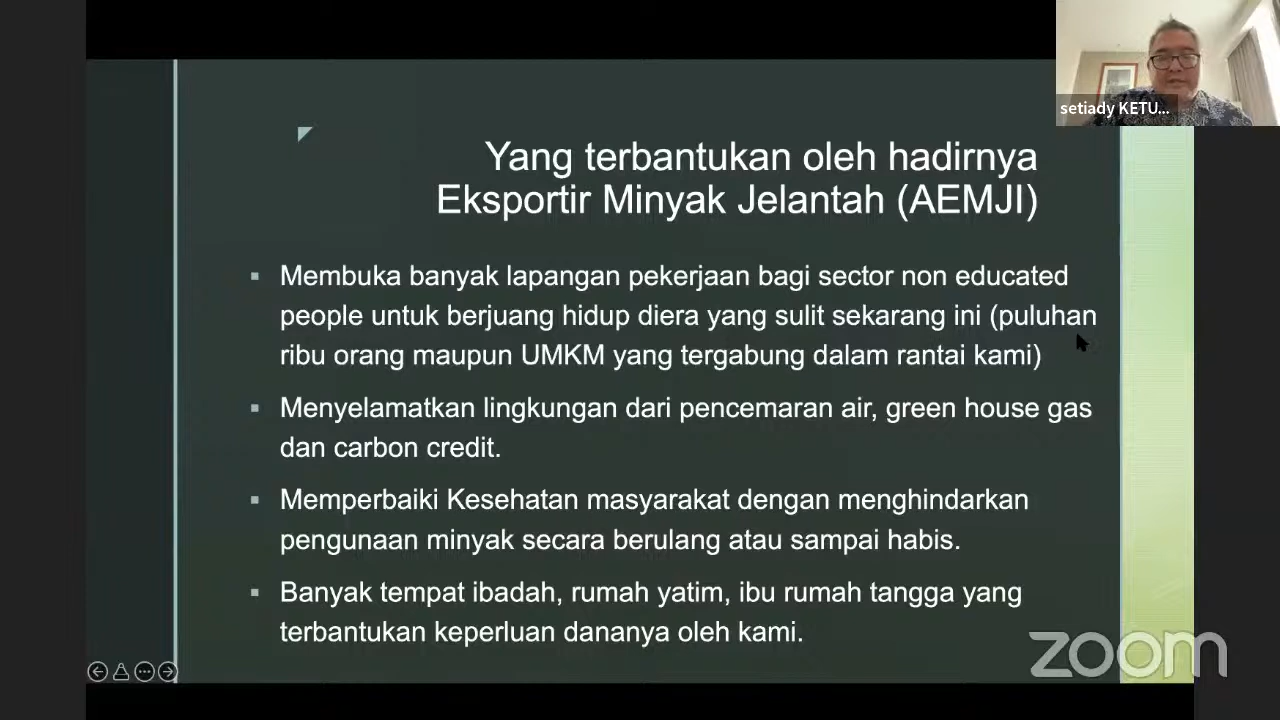 setiady KETU...
Yang terbantukan oleh hadirnya
Eksportir Minyak Jelantah (AEMJI)
Membuka banyak lapangan pekerjaan bagi sector non educated
people untuk berjuang hidup diera yang sulit sekarang ini (puluhan
ribu orang maupun UMKM yang tergabung dalam rantai kami)
Menyelamatkan lingkungan dari pencemaran air, green house gas
dan carbon credit.
Memperbaiki Kesehatan masyarakat dengan menghindarkan
pengunaan minyak secara berulang atau sampai habis.
Banyak tempat ibadah, rumah yatim, ibu rumah tangga yang
terbantukan keperluan dananya oleh kami.
zoom